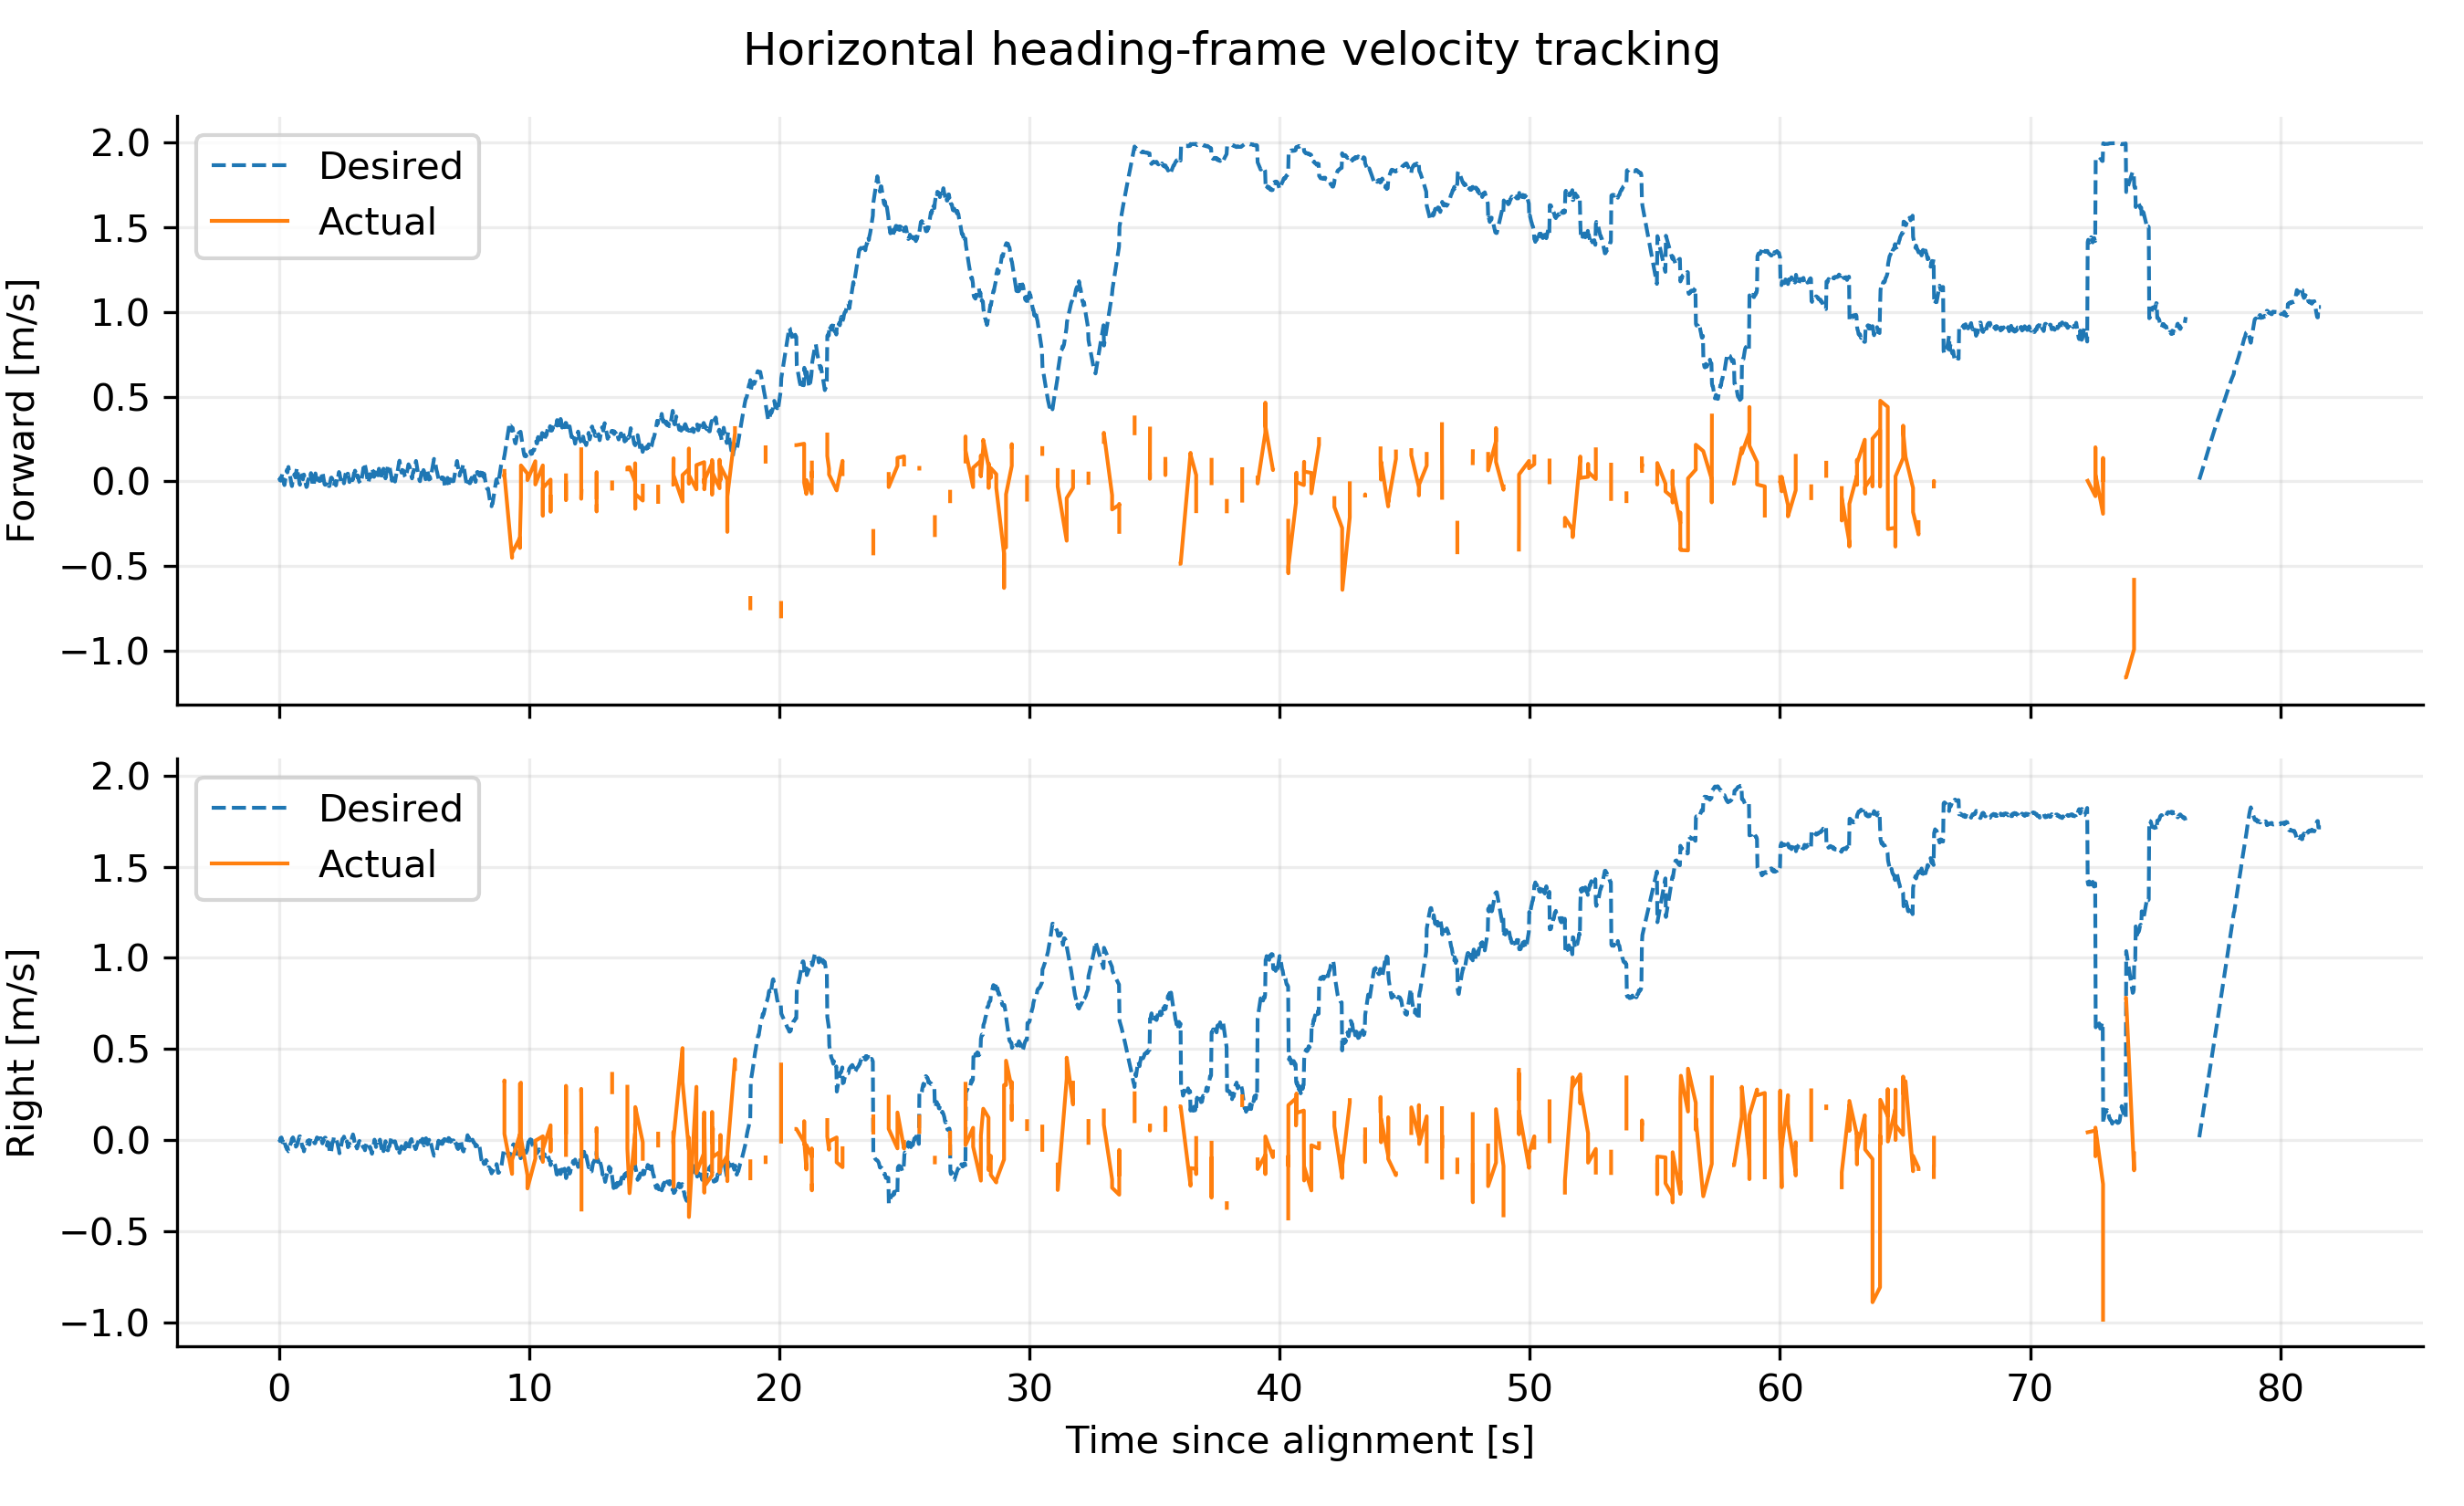 Horizontal heading-frame velocity tracking
Desired
Actual
Forward [m/s]
2.0
1.5
1.0
0.5
0.0
−0.5
−1.0
Desired
Actual
Right [m/s]
2.0
1.5
1.0
0.5
0.0
−0.5
−1.0
0 10 20 30 40 50 60 70 80
Time since alignment [s]